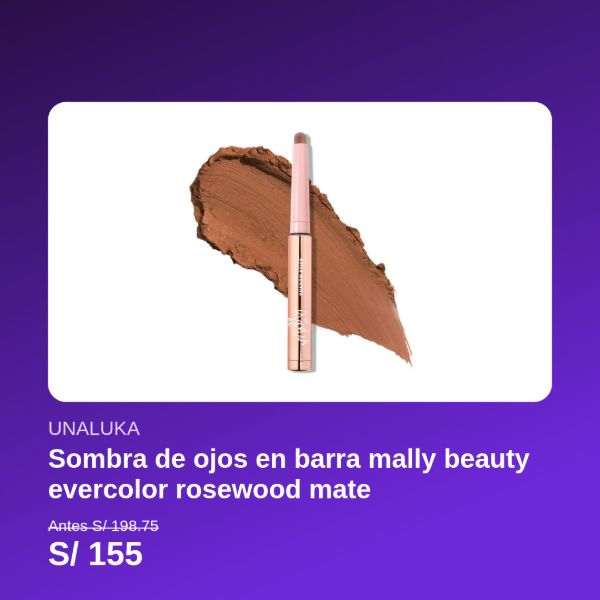 UNALUKA
Sombra de ojos en barra mally beauty
evercolor rosewood mate
Antes S/ 198.75
S/ 155